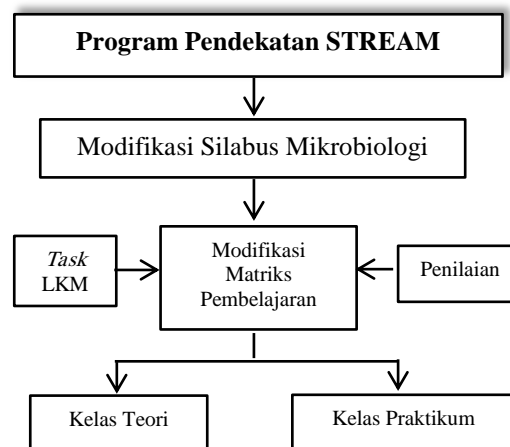 Program Pendekatan STREAM
Modifikasi Silabus Mikrobiologi
Task
LKM
Modifikasi
Matriks
Pembelajaran
Penilaian
Kelas Teori
Kelas Praktikum